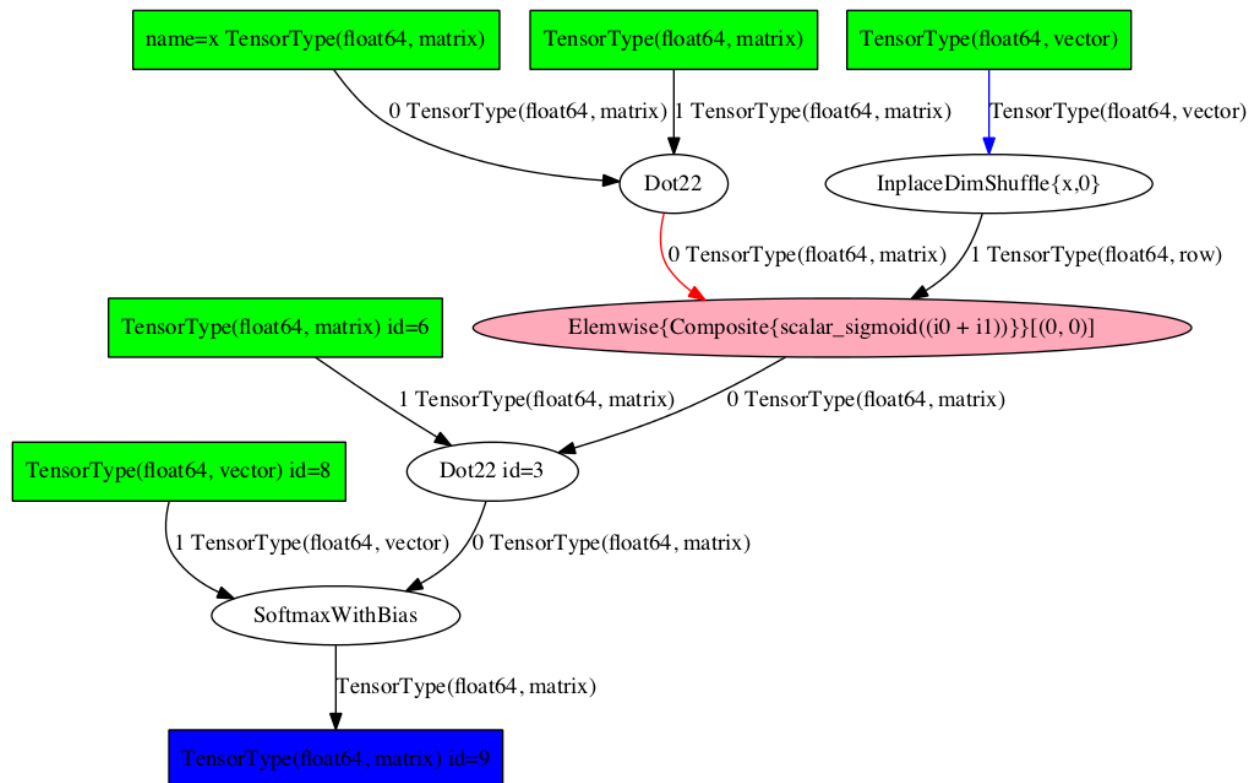 name=x TensorType(float64, matrix)
TensorType(float64, matrix)
TensorType(float64, vector)
0 TensorType(float64, matrix)
1 TensorType(float64, matrix)
TensorType(float64, vector)
Dot22
InplaceDimShuffle{x,0}
0 TensorType(float64, matrix)
1 TensorType(float64, row)
TensorType(float64, matrix) id=6
Elemwise{Composite{scalar_sigmoid((i0 + i1))}}[(0, 0)]
1 TensorType(float64, matrix)
0 TensorType(float64, matrix)
TensorType(float64, vector) id=8
Dot22 id=3
1 TensorType(float64, vector)
0 TensorType(float64, matrix)
SoftmaxWithBias
TensorType(float64, matrix)
TensorType(float64, matrix) id=9